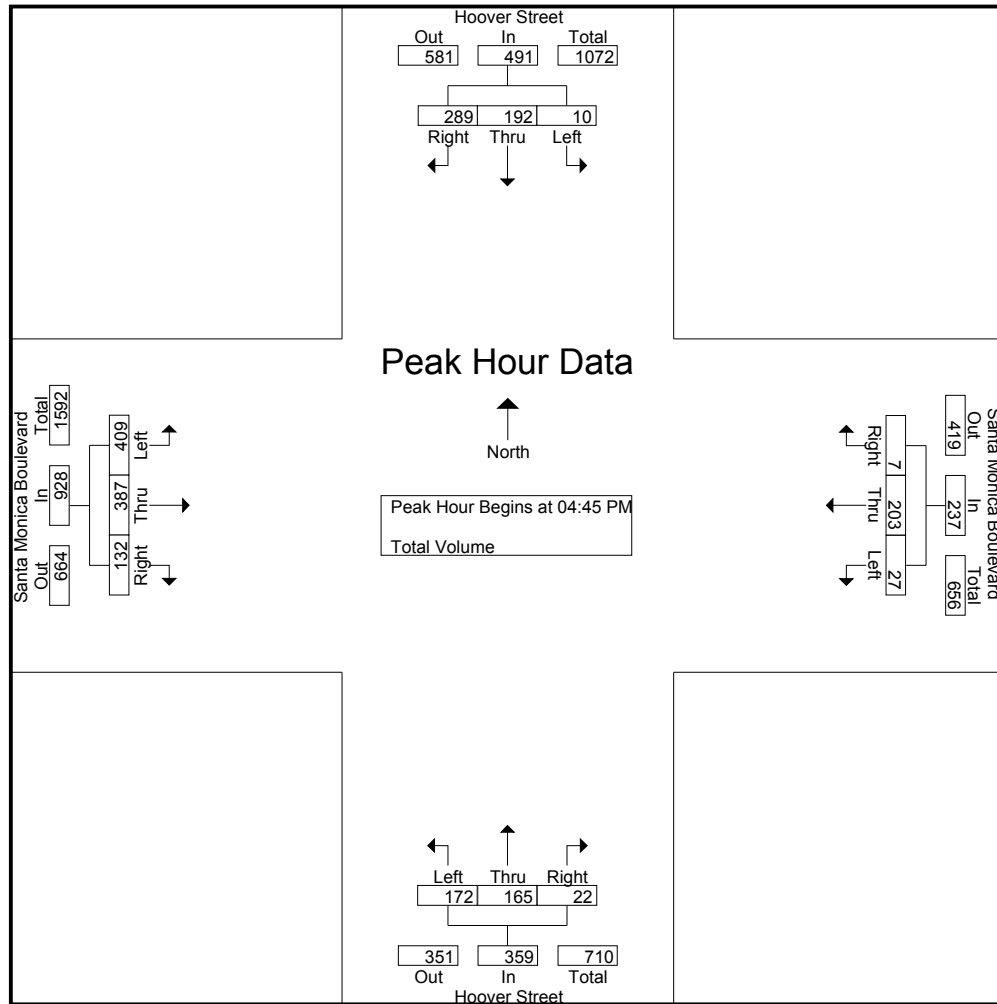 Hoover Street
Out In Total
581 491 1072
289 192 10
Right Thru Left
Peak Hour Data
North
Peak Hour Begins at 04:45 PM
Total Volume
Santa Monica Boulevard
Out In Total
664 928 1592
132 387 409
Right Thru Left
Santa Monica Boulevard
Out In Total
419 237 656
7 203 27
Right Thru Left
Left Thru Right
172 165 22
351 359 710
Out In Total
Hoover Street